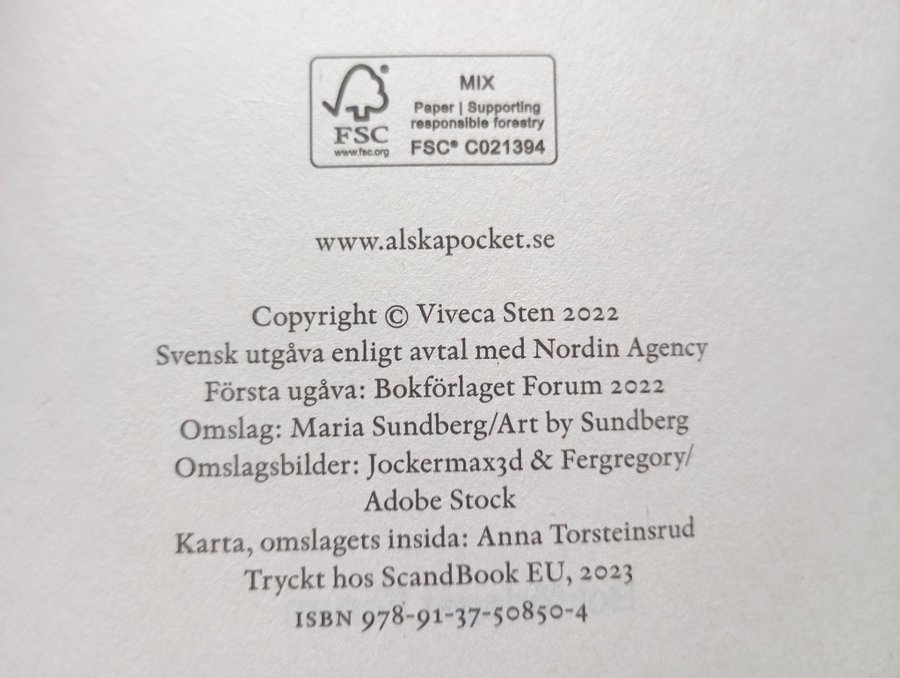 MIX
Paper | Supporting
responsible forestry
FSC® C021394
FSC
www.fsc.org
www.alskapocket.se
Copyright © Viveca Sten 2022
Svensk utgåva enligt avtal med Nordin Agency
Första ugåva: Bokförlaget Forum 2022
Omslag: Maria Sundberg/Art by Sundberg
Omslagsbilder: Jockermax3d & Fergregory/
Adobe Stock
Karta, omslagets insida: Anna Torsteinsrud
Tryckt hos ScandBook EU, 2023
ISBN 978-91-37-50850-4